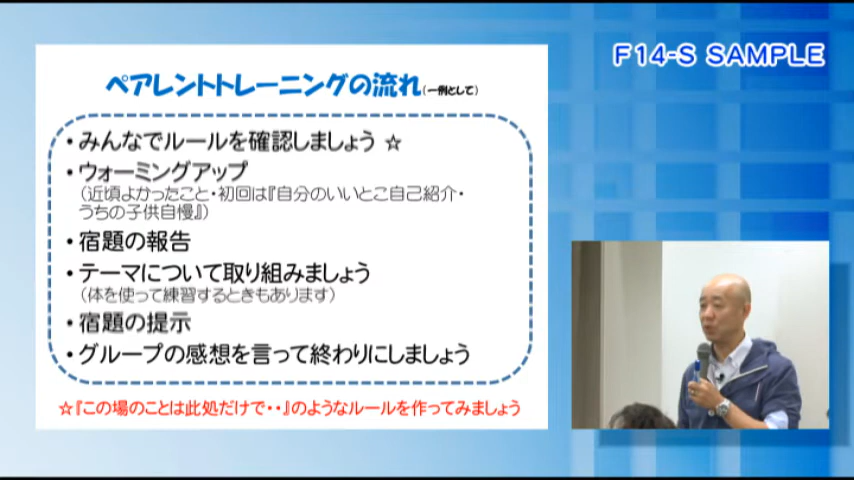 F14-S SAMPLE
ペアレントトレーニングの流れ(一例として)
・みんなでルールを確認しましょう ☆
・ウォーミングアップ
(近頃よかったこと・初回は『自分のいいとこ自己紹介・
うちの子供自慢』)
・宿題の報告
・テーマについて取り組みましょう
(体を使って練習するときもあります)
・宿題の提示
・グループの感想を言って終わりにしましょう
☆『この場のことは此処だけで・・』のようなルールを作ってみましょう